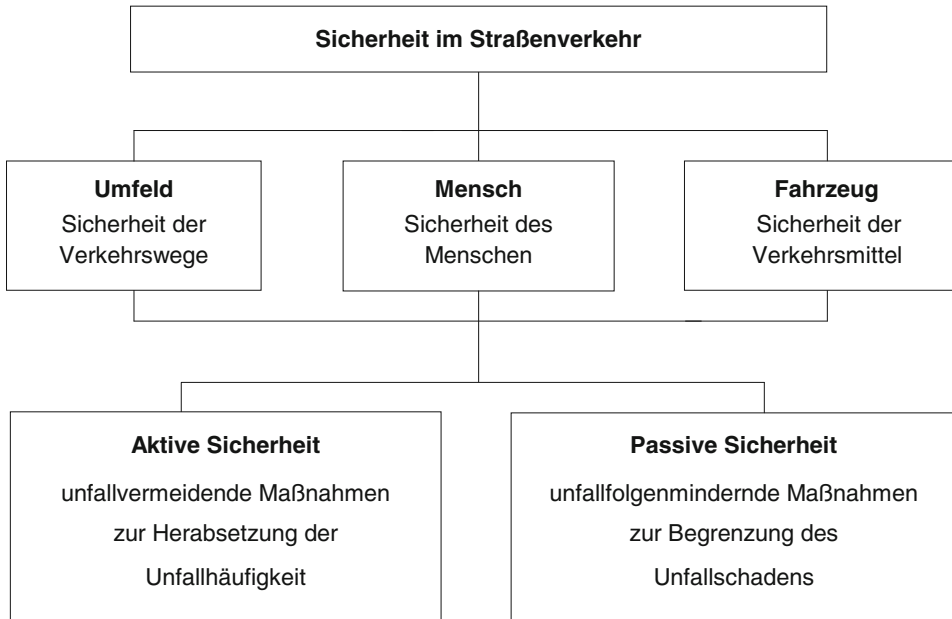 Sicherheit im Straßenverkehr
Umfeld
Sicherheit der
Verkehrswege
Mensch
Sicherheit des
Menschen
Fahrzeug
Sicherheit der
Verkehrsmittel
Aktive Sicherheit
unfallvermeidende Maßnahmen
zur Herabsetzung der
Unfallhäufigkeit
Passive Sicherheit
unfallfolgenmindernde Maßnahmen
zur Begrenzung des
Unfallschadens